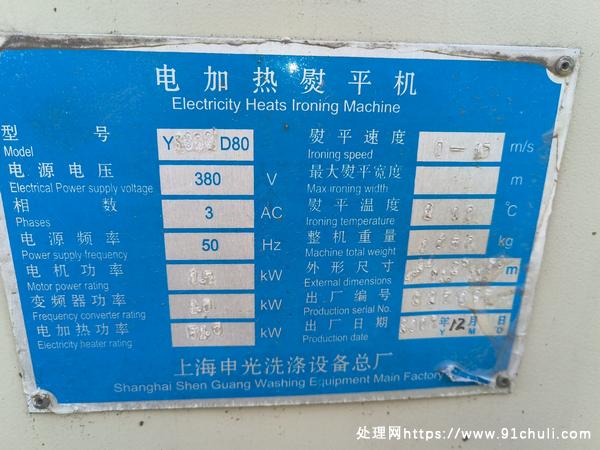 电加热熨平机
Electricity Heats Ironing Machine
型 号 Y D80
Model
电源电压 380 V
Electrical Power supply voltage
相 数 3 AC
Phases
电源频率 50 Hz
Power supply frequency
电机功率 kW
Motor power rating
变频器功率 kW
Frequency converter rating
电加热功率 kW
Electricity heater rating
熨平速度 m/s
Ironing speed
最大熨平宽度 m
Max ironing width
熨平温度 ℃
Ironing temperature
整机重量 kg
Machine total weight
外形尺寸 m
External dimensions
出厂编号
Production serial No.
出厂日期 年 12 月 日
Production date Y M D
上海申光洗涤设备总厂
Shanghai Shen Guang Washing Equipment Main Factory
处理网https://www.91chuli.com